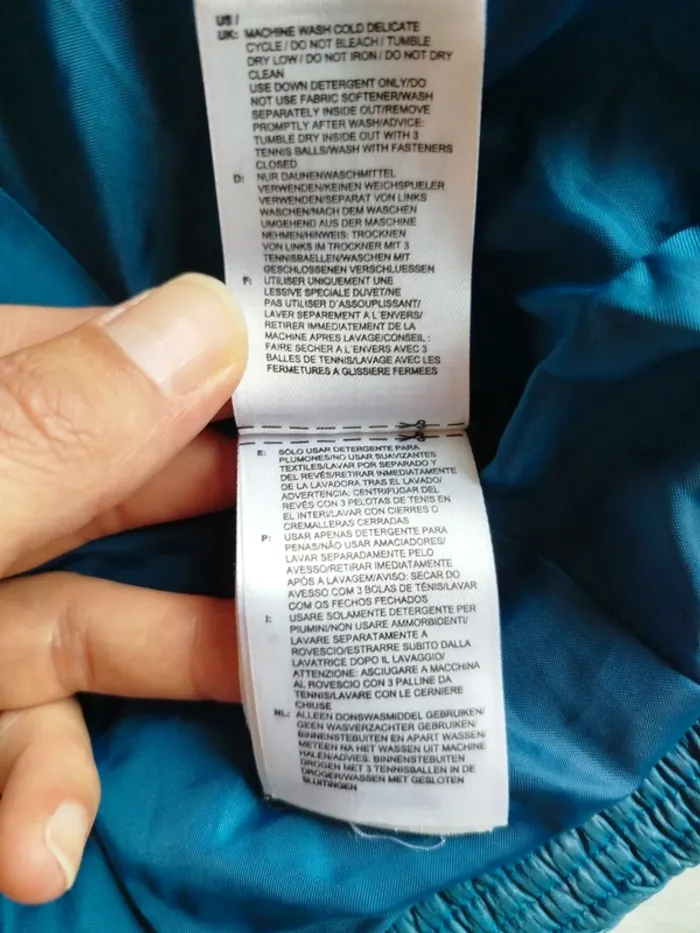 US /
UK: MACHINE WASH COLD DELICATE
CYCLE / DO NOT BLEACH / TUMBLE
DRY LOW / DO NOT IRON / DO NOT DRY
CLEAN
USE DOWN DETERGENT ONLY/DO
NOT USE FABRIC SOFTENER/WASH
SEPARATELY INSIDE OUT/REMOVE
PROMPTLY AFTER WASH/ADVICE:
TUMBLE DRY INSIDE OUT WITH 3
TENNIS BALLS/WASH WITH FASTENERS
CLOSED
D: NUR DAUNENWASCHMITTEL
VERWENDEN/KEINEN WEICHSPUELER
VERWENDEN/SEPARAT VON LINKS
WASCHEN/NACH DEM WASCHEN
UMGEHEND AUS DER MASCHINE
NEHMEN/HINWEIS: TROCKNEN
VON LINKS IM TROCKNER MIT 3
TENNISBAELLEN/WASCHEN MIT
GESCHLOSSENEN VERSCHLUESSEN
F: UTILISER UNIQUEMENT UNE
LESSIVE SPECIALE DUVET/NE
PAS UTILISER D'ASSOUPLISSANT/
LAVER SEPAREMENT A L'ENVERS/
RETIRER IMMEDIATEMENT DE LA
MACHINE APRES LAVAGE/CONSEIL :
FAIRE SECHER A L'ENVERS AVEC 3
BALLES DE TENNIS/LAVAGE AVEC LES
FERMETURES A GLISSIERE FERMEES
E: SÓLO USAR DETERGENTE PARA
PLUMONES/NO USAR SUAVIZANTES
TEXTILES/LAVAR POR SEPARADO Y
DEL REVÉS/RETIRAR INMEDIATAMENTE
DE LA LAVADORA TRAS EL LAVADO/
ADVERTENCIA: CENTRIFUGAR DEL
REVÉS CON 3 PELOTAS DE TENIS EN
EL INTER/LAVAR CON CIERRES O
CREMALLERAS CERRADAS
P: USAR APENAS DETERGENTE PARA
PENAS/NÃO USAR AMACIADORES/
LAVAR SEPARADAMENTE PELO
AVESSO/RETIRAR IMEDIATAMENTE
APÓS A LAVAGEM/AVISO: SECAR DO
AVESSO COM 3 BOLAS DE TÉNIS/LAVAR
COM OS FECHOS FECHADOS
I: USARE SOLAMENTE DETERGENTE PER
PIUMINI/NON USARE AMMORBIDENTI/
LAVARE SEPARATAMENTE A
ROVESCIO/ESTRARRE SUBITO DALLA
LAVATRICE DOPO IL LAVAGGIO/
ATTENZIONE: ASCIUGARE A MACCHINA
AL ROVESCIO CON 3 PALLINE DA
TENNIS/LAVARE CON LE CERNIERE
CHIUSE
NL: ALLEEN DONSWASMIDDEL GEBRUIKEN/
GEEN WASVERZACHTER GEBRUIKEN/
BINNENSTEBUITEN EN APART WASSEN/
METEEN NA HET WASSEN UIT MACHINE
HALEN/ADVIES: BINNENSTEBUITEN
DROGEN MET 3 TENNISBALLEN IN DE
DROGER/WASSEN MET GESLOTEN
SLUITINGEN